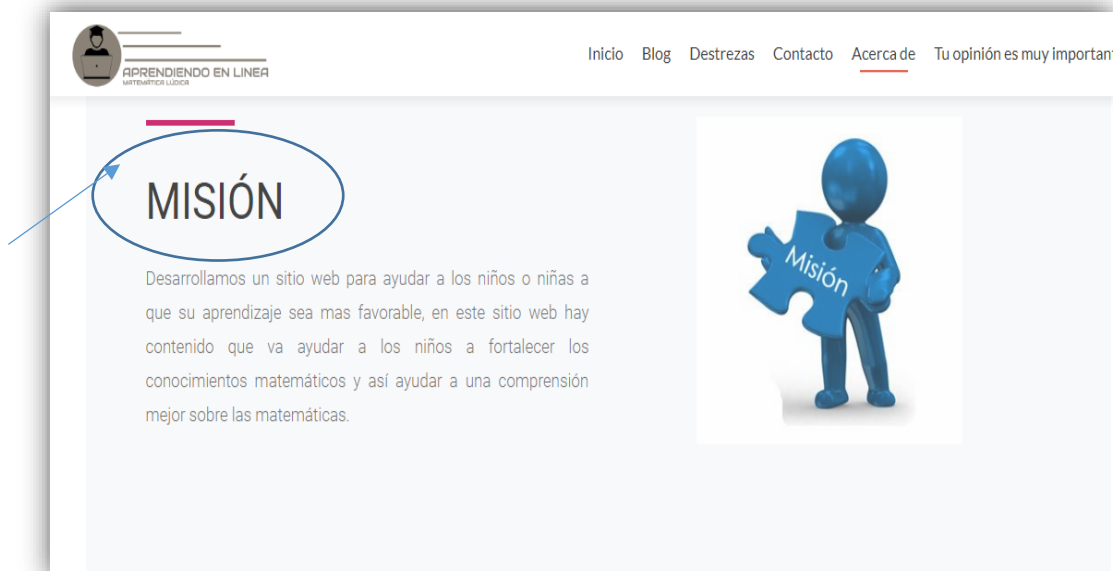 APRENDIENDO EN LINEA
MATEMÁTICA LÚDICA
Inicio Blog Destrezas Contacto Acerca de Tu opinión es muy important
MISIÓN
Desarrollamos un sitio web para ayudar a los niños o niñas a
que su aprendizaje sea mas favorable, en este sitio web hay
contenido que va ayudar a los niños a fortalecer los
conocimientos matemáticos y así ayudar a una comprensión
mejor sobre las matemáticas.
Misión